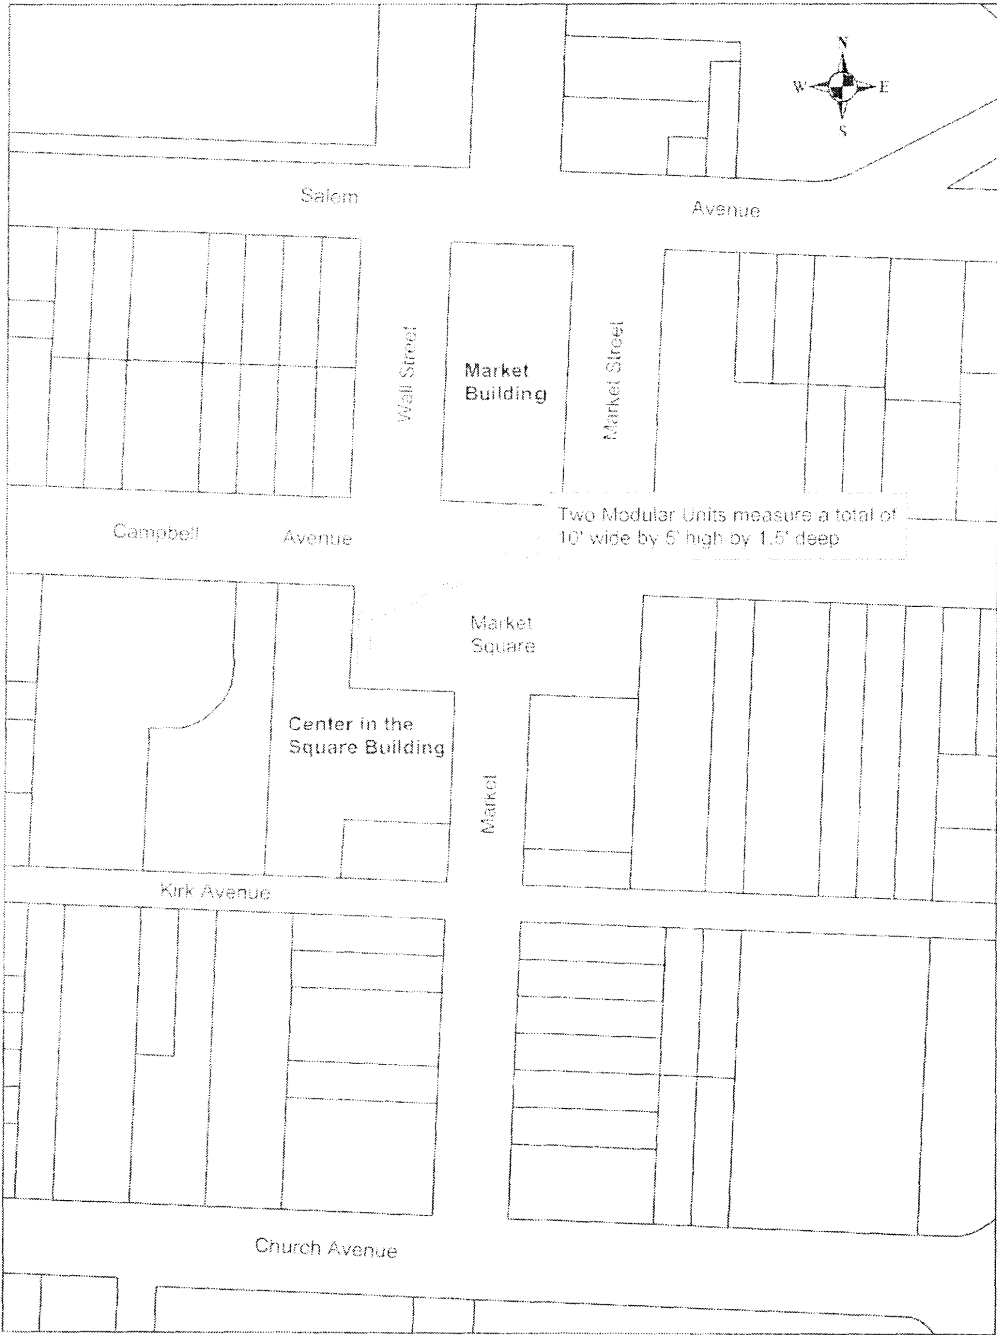 N
W E
S
Salem
Avenue
Wall Street
Market
Building
Market Street
Two Modular Units measure a total of
10' wide by 5' high by 1.5' deep
Campbell
Avenue
Market
Square
Center in the
Square Building
Market
Kirk Avenue
Church Avenue